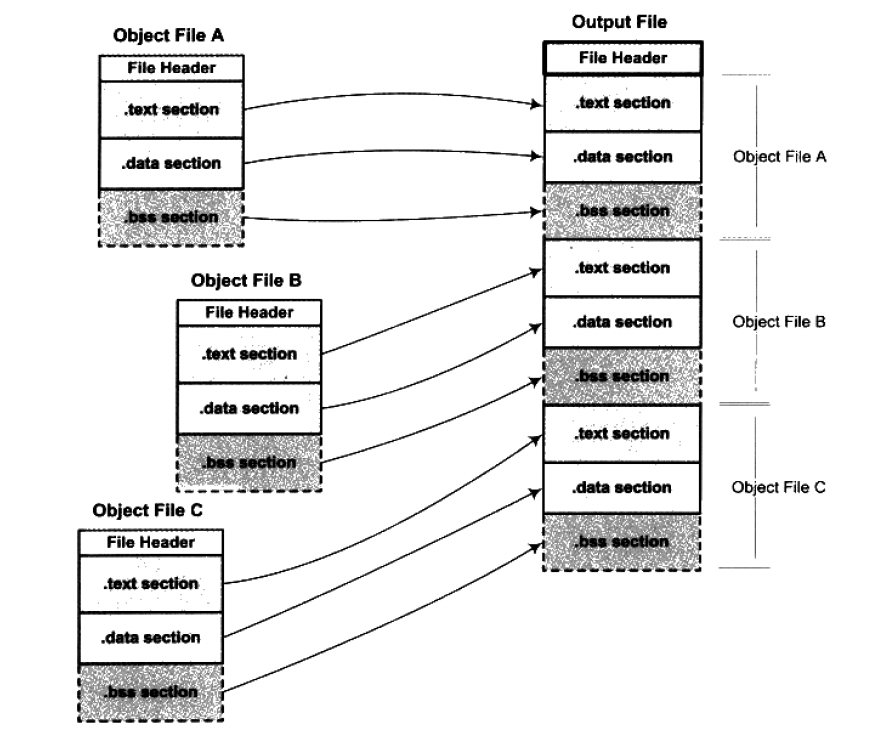 Object File A
File Header
.text section
.data section
.bss section
Object File B
File Header
.text section
.data section
.bss section
Object File C
File Header
.text section
.data section
.bss section
Output File
File Header
.text section
.data section
.bss section
Object File A
.text section
.data section
.bss section
Object File B
.text section
.data section
.bss section
Object File C